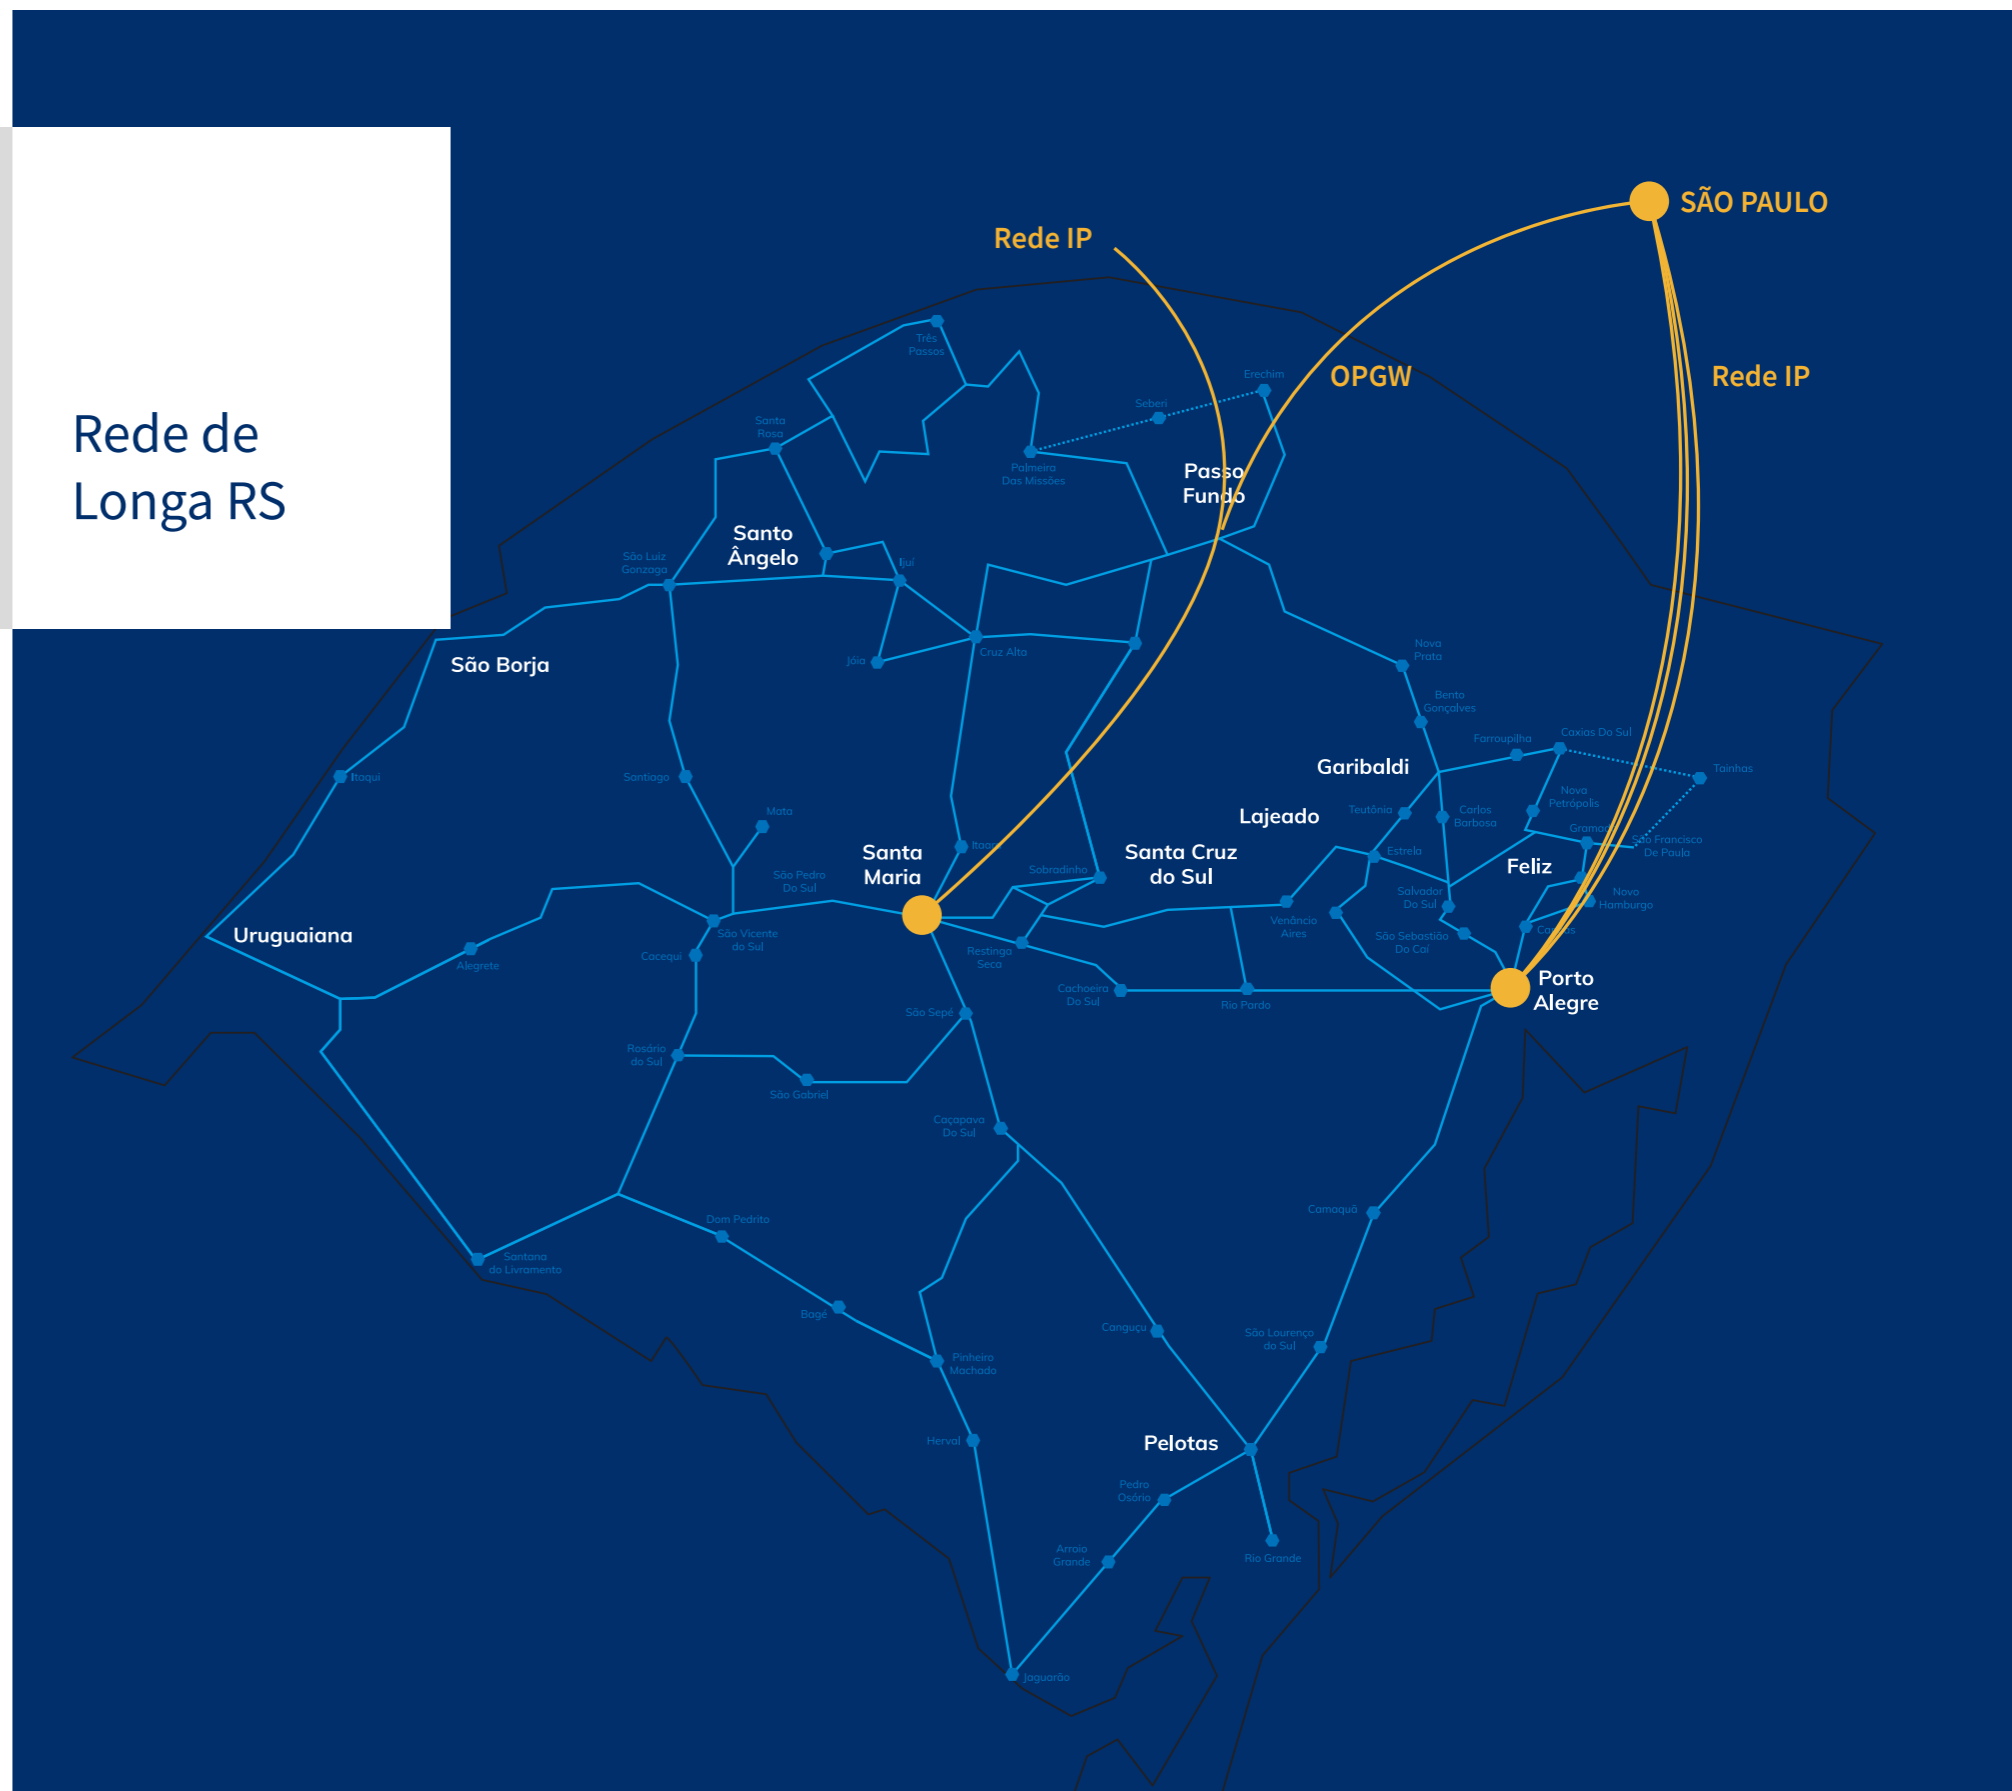 Rede de
Longa RS
SÃO PAULO
Rede IP
OPGW
Rede IP
Três
Passos
Erechim
Seberi
Santa
Rosa
Palmeira
Das Missões
Passo
Fundo
Santo
Ângelo
São Luiz
Gonzaga
Ijuí
Jóia
Cruz Alta
São Borja
Nova
Prata
Bento
Gonçalves
Farroupilha
Caxias Do Sul
Tainhas
Garibaldi
Itaqui
Santiago
Mata
Teutônia
Carlos
Barbosa
Nova
Petrópolis
Lajeado
Gramado
São Francisco
De Paula
Santa
Maria
Itaara
Santa Cruz
do Sul
Estrela
Feliz
Sobradinho
São Pedro
Do Sul
Salvador
Do Sul
Novo
Hamburgo
Uruguaiana
São Vicente
do Sul
Venâncio
Aires
Canoas
São Sebastião
Do Caí
Alegrete
Cacequi
Restinga
Seca
Cachoeira
Do Sul
Rio Pardo
Porto
Alegre
São Sepé
Rosário
do Sul
São Gabriel
Caçapava
Do Sul
Camaquã
Dom Pedrito
Santana
do Livramento
Bagé
Canguçu
São Lourenço
do Sul
Pinheiro
Machado
Herval
Pelotas
Pedro
Osório
Arroio
Grande
Rio Grande
Jaguarão